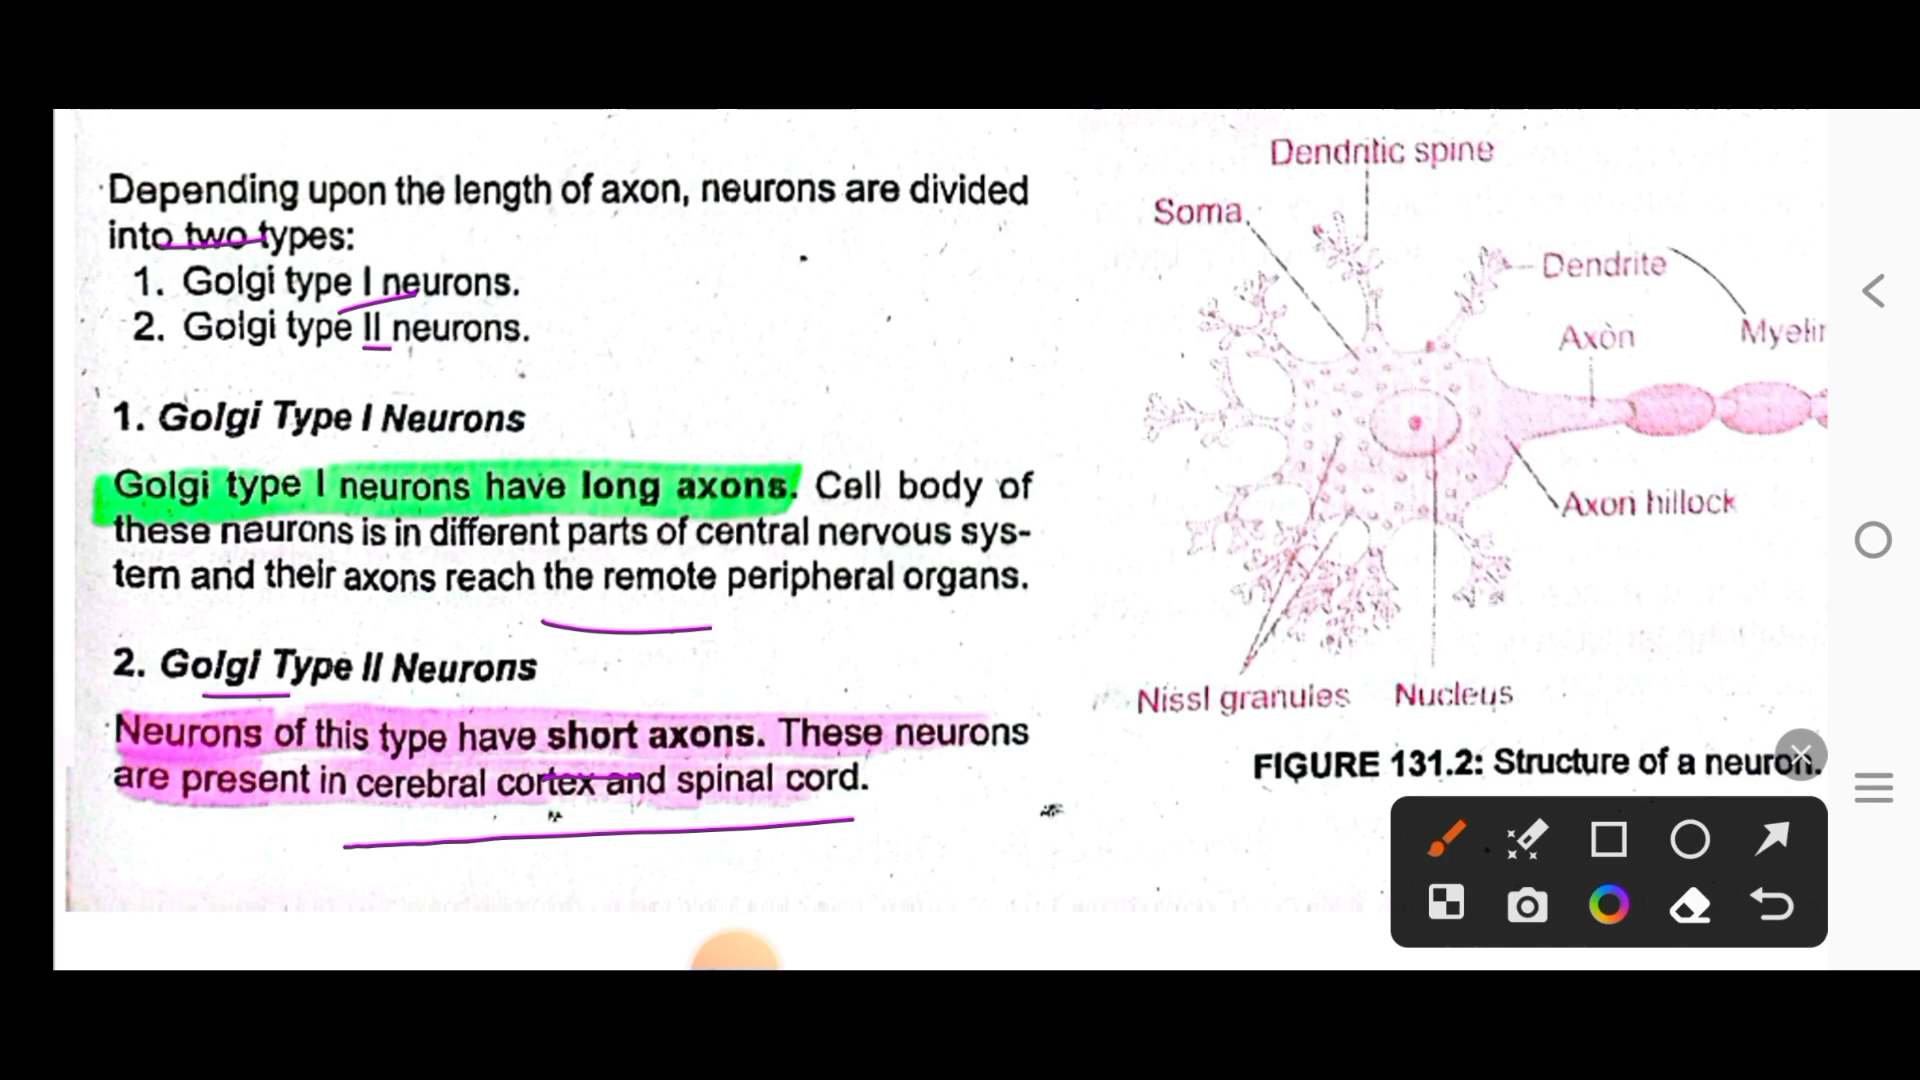 Depending upon the length of axon, neurons are divided
into two types:
1. Golgi type I neurons.
2. Golgi type II neurons.
1. Golgi Type I Neurons
Golgi type I neurons have long axons. Cell body of
these neurons is in different parts of central nervous sys-
tem and their axons reach the remote peripheral organs.
2. Golgi Type II Neurons
Neurons of this type have short axons. These neurons
are present in cerebral cortex and spinal cord.
Dendritic spine
Soma
Dendrite
Axon
Myelin
Axon hillock
Nissl granules
Nucleus
FIGURE 131.2: Structure of a neuron.